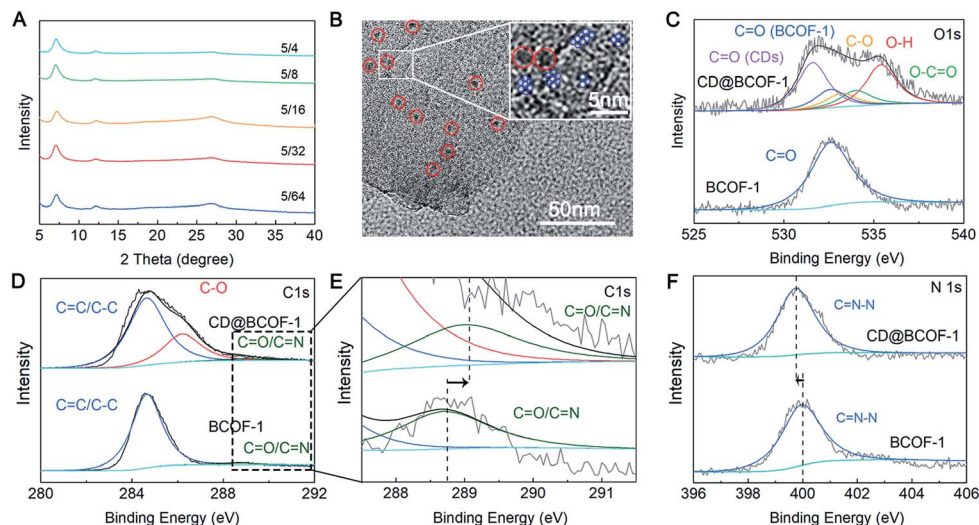 A
Intensity
5/4
5/8
5/16
5/32
5/64
5 10 15 20 25 30 35 40
2 Theta (degree)
B
5nm
50nm
C
C=O (BCOF-1)
C-O
O-H
O1s
C=O (CDs)
O-C=O
CD@BCOF-1
Intensity
C=O
BCOF-1
525 530 535 540
Binding Energy (eV)
D
C-O
C1s
C=C/C-C
CD@BCOF-1
C=O/C=N
Intensity
C=C/C-C
BCOF-1
C=O/C=N
280 284 288 292
Binding Energy (eV)
E
C1s
C=O/C=N
Intensity
C=O/C=N
288 289 290 291
Binding Energy (eV)
F
N 1s
C=N-N
CD@BCOF-1
Intensity
C=N-N
BCOF-1
396 398 400 402 404 406
Binding Energy (eV)